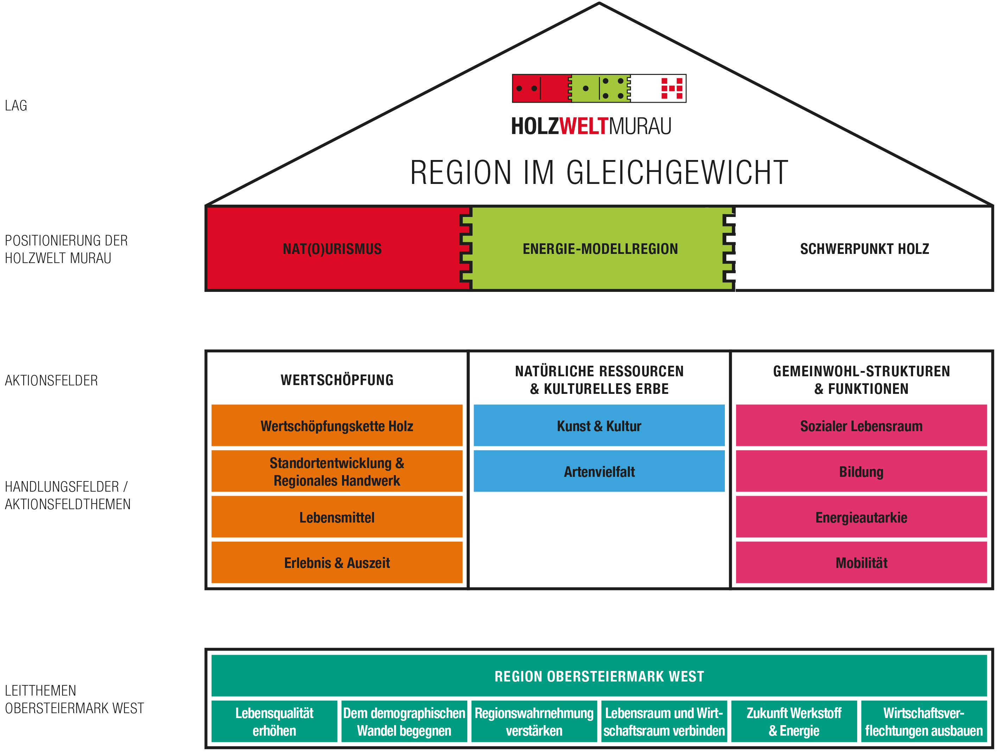 LAG
HOLZWELTMURAU
REGION IM GLEICHGEWICHT
POSITIONIERUNG DER
HOLZWELT MURAU
NAT(O)URISMUS
ENERGIE-MODELLREGION
SCHWERPUNKT HOLZ
AKTIONSFELDER
WERTSCHÖPFUNG
NATÜRLICHE RESSOURCEN
& KULTURELLES ERBE
GEMEINWOHL-STRUKTUREN
& FUNKTIONEN
HANDLUNGSFELDER /
AKTIONSFELDTHEMEN
Wertschöpfungskette Holz
Standortentwicklung &
Regionales Handwerk
Lebensmittel
Erlebnis & Auszeit
Kunst & Kultur
Artenvielfalt
Sozialer Lebensraum
Bildung
Energieautarkie
Mobilität
LEITTHEMEN
OBERSTEIERMARK WEST
REGION OBERSTEIERMARK WEST
Lebensqualität
erhöhen
Dem demographischen
Wandel begegnen
Regionswahrnehmung
verstärken
Lebensraum und Wirt-
schaftsraum verbinden
Zukunft Werkstoff
& Energie
Wirtschaftsver-
flechtungen ausbauen